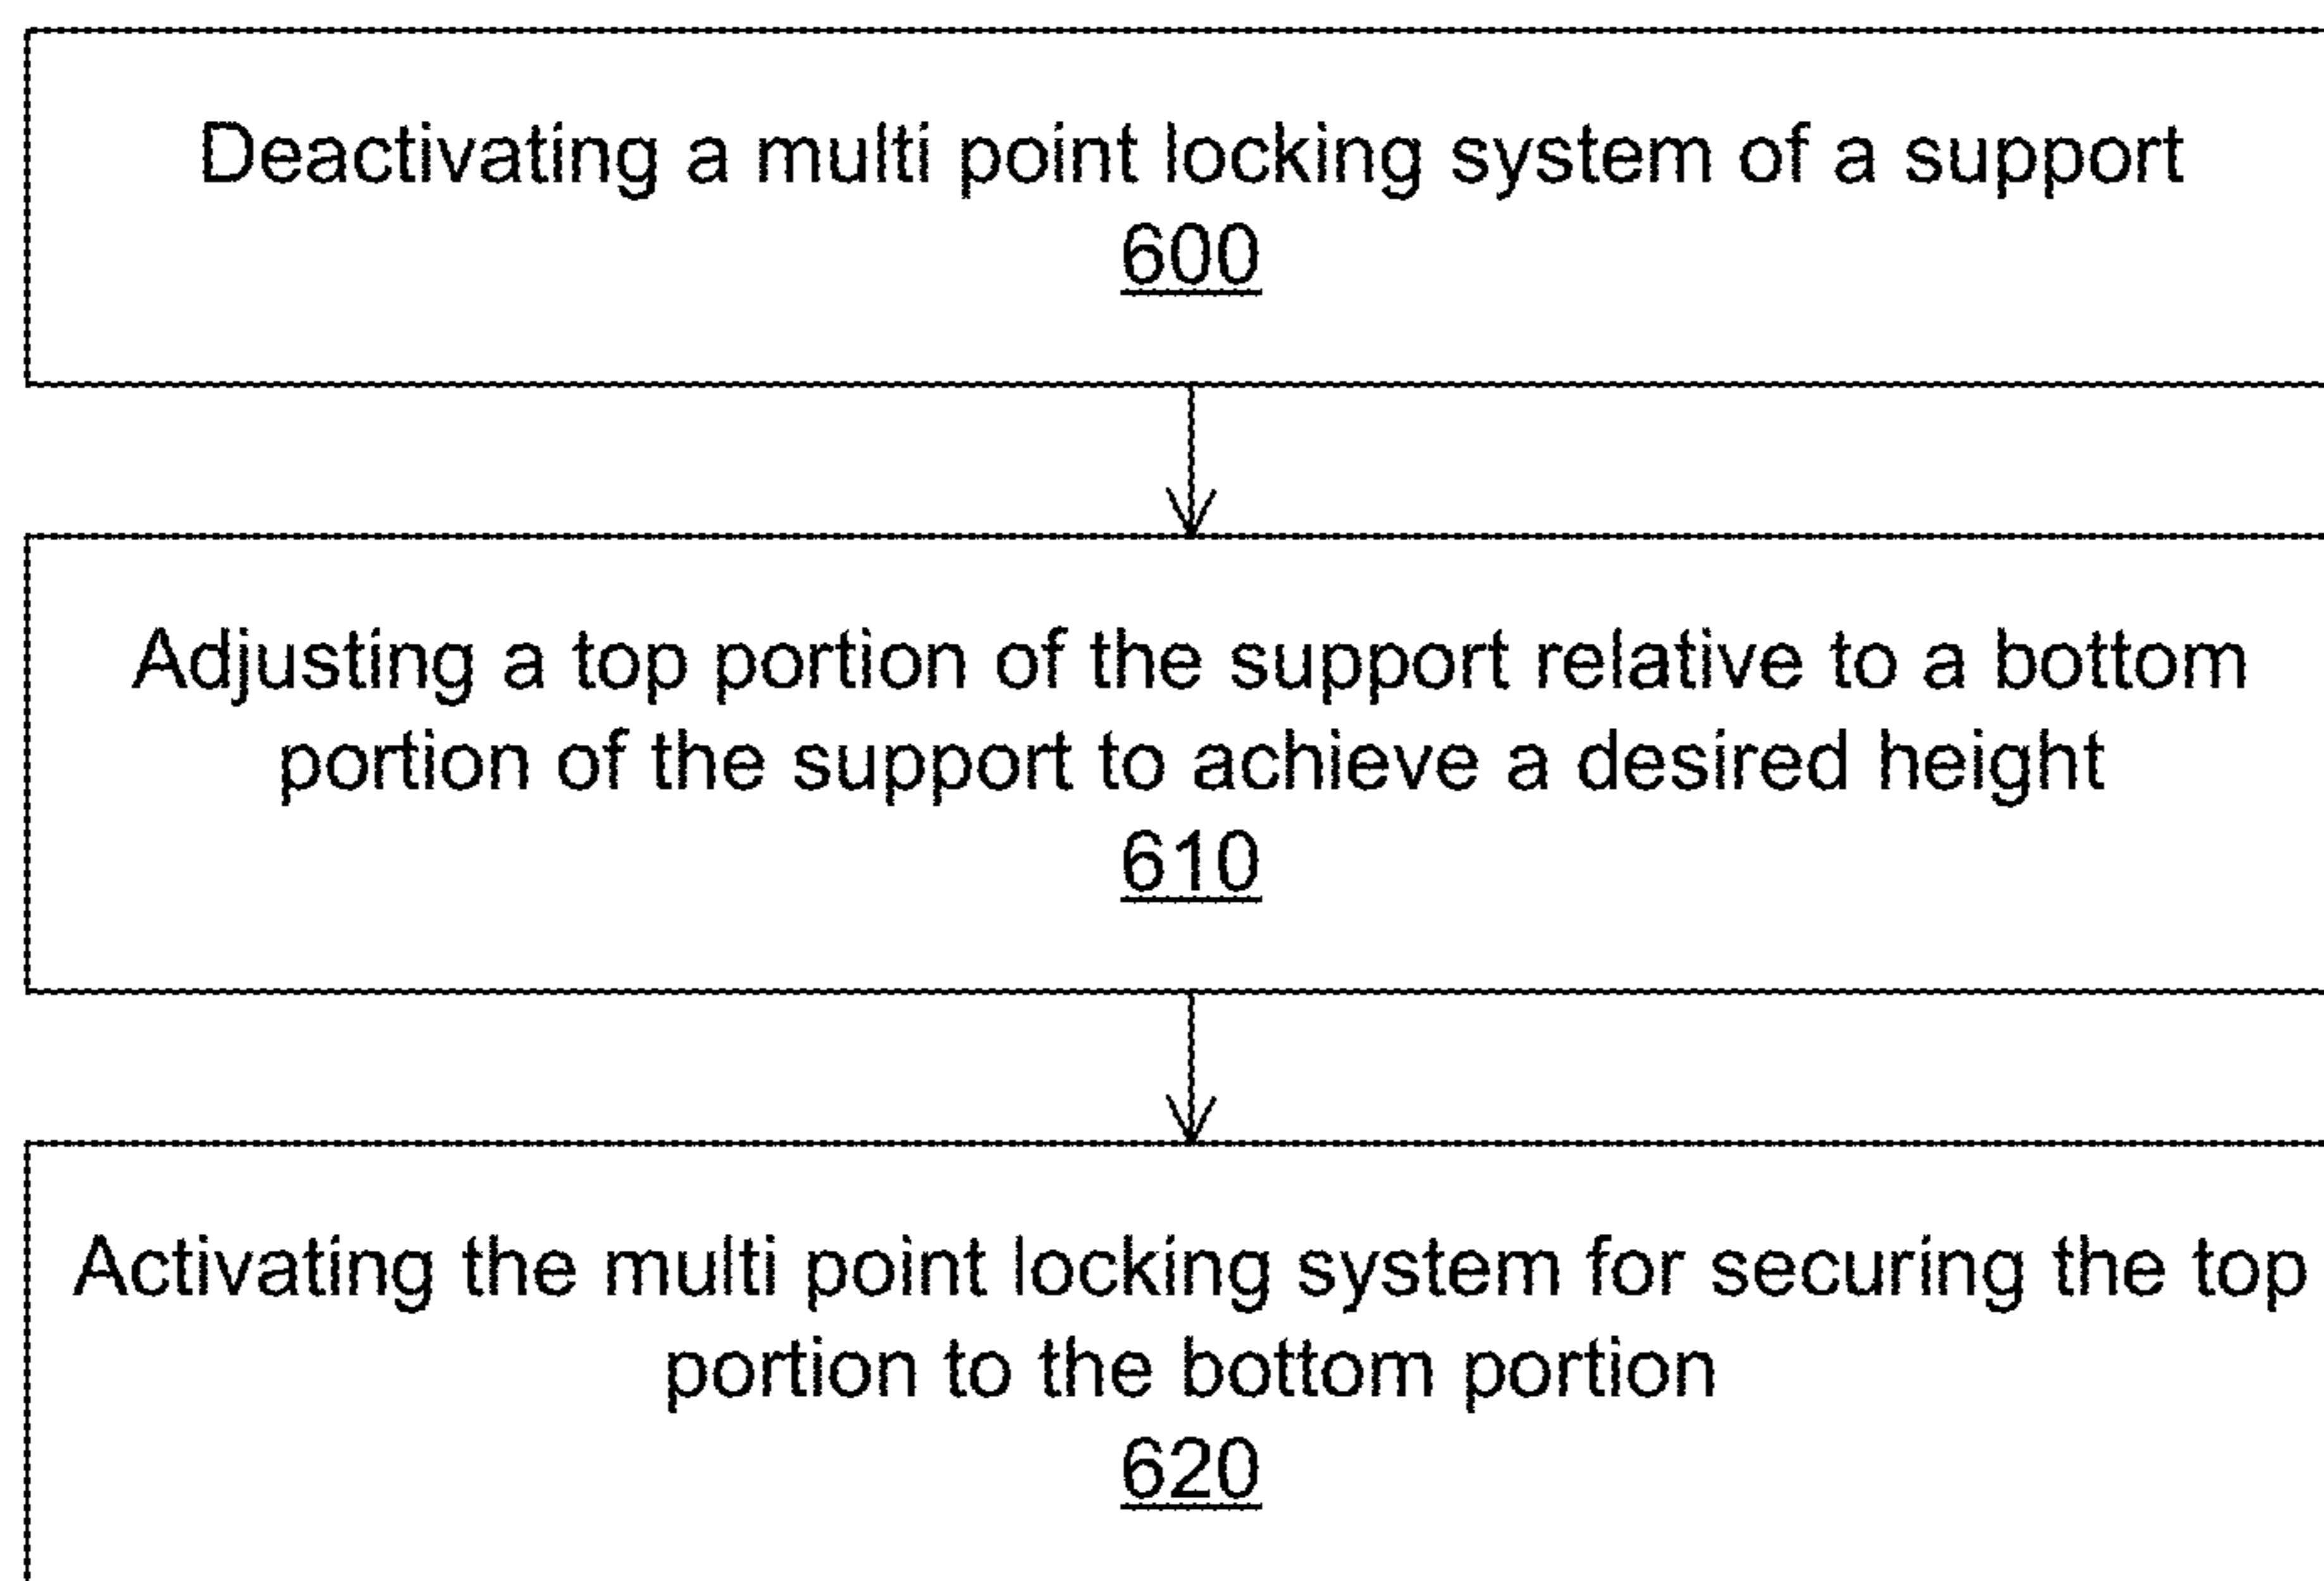 Deactivating a multi point locking system of a support
600
Adjusting a top portion of the support relative to a bottom
portion of the support to achieve a desired height
610
Activating the multi point locking system for securing the top
portion to the bottom portion
620